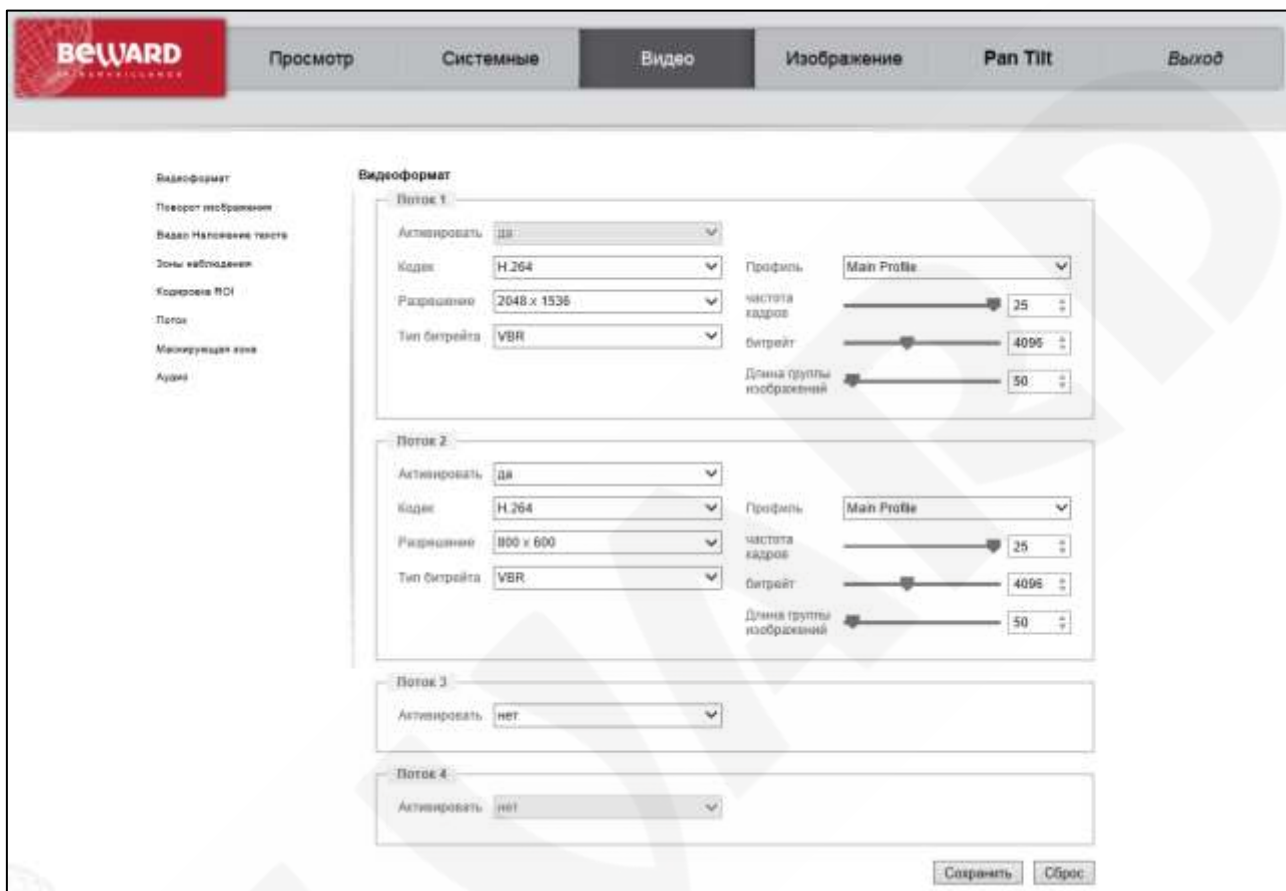 BEWARD
INTROSURVEILLANCE
Просмотр
Системные
Видео
Изображение
Pan Tilt
Выход
Видеоформат
Поворот изображения
Видео Наложение текста
Зоны наблюдения
Кодировка ROI
Поток
Маскирующая зона
Аудио
Видеоформат
Поток 1
Активировать да
Кодек H.264 Профиль Main Profile
Разрешение 2048 x 1536 частота кадров 25
Тип битрейта VBR битрейт 4096
Длина группы изображений 50
Поток 2
Активировать да
Кодек H.264 Профиль Main Profile
Разрешение 800 x 600 частота кадров 25
Тип битрейта VBR битрейт 4096
Длина группы изображений 50
Поток 3
Активировать нет
Поток 4
Активировать нет
Сохранить Сброс